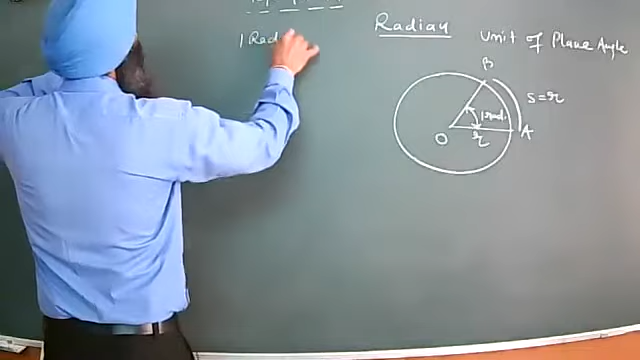 1 Rad
Radian
Unit of Plane Angle
B
s=r
1 rad.
O
r
A